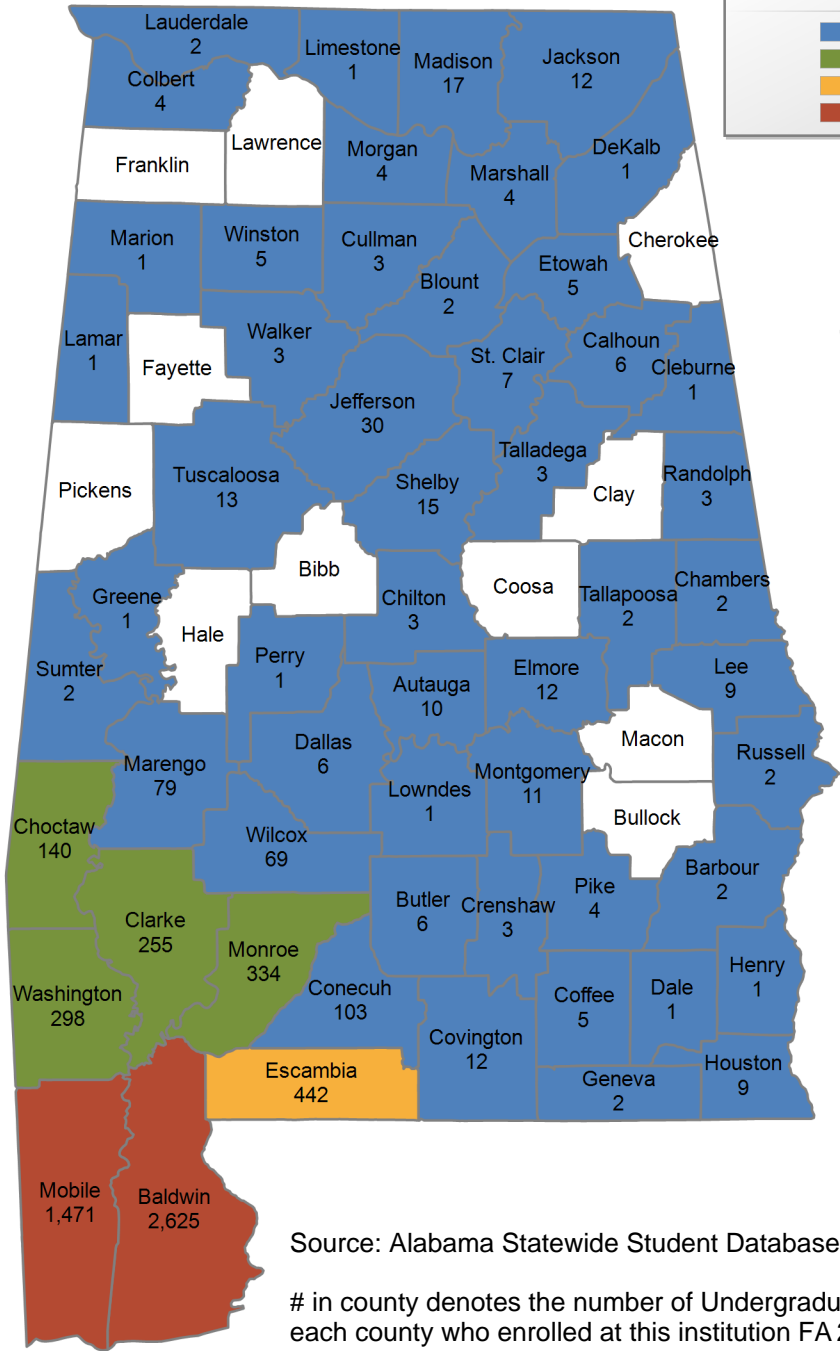 Lauderdale
2
Limestone
1
Madison
17
Jackson
12
Colbert
4
Lawrence
Franklin
Morgan
4
Marshall
4
DeKalb
1
Cherokee
Marion
1
Winston
5
Cullman
3
Blount
2
Etowah
5
Lamar
1
Fayette
Walker
3
St. Clair
7
Calhoun
6
Cleburne
1
Jefferson
30
Pickens
Tuscaloosa
13
Shelby
15
Talladega
3
Clay
Randolph
3
Bibb
Coosa
Greene
1
Hale
Chilton
3
Tallapoosa
2
Chambers
2
Sumter
2
Perry
1
Autauga
10
Elmore
12
Lee
9
Marengo
79
Dallas
6
Lowndes
1
Montgomery
11
Macon
Russell
2
Bullock
Choctaw
140
Wilcox
69
Butler
6
Crenshaw
3
Pike
4
Barbour
2
Clarke
255
Monroe
334
Washington
298
Conecuh
103
Covington
12
Coffee
5
Dale
1
Henry
1
Escambia
442
Geneva
2
Houston
9
Mobile
1,471
Baldwin
2,625
Source: Alabama Statewide Student Database
# in county denotes the number of Undergradu
each county who enrolled at this institution FA 2